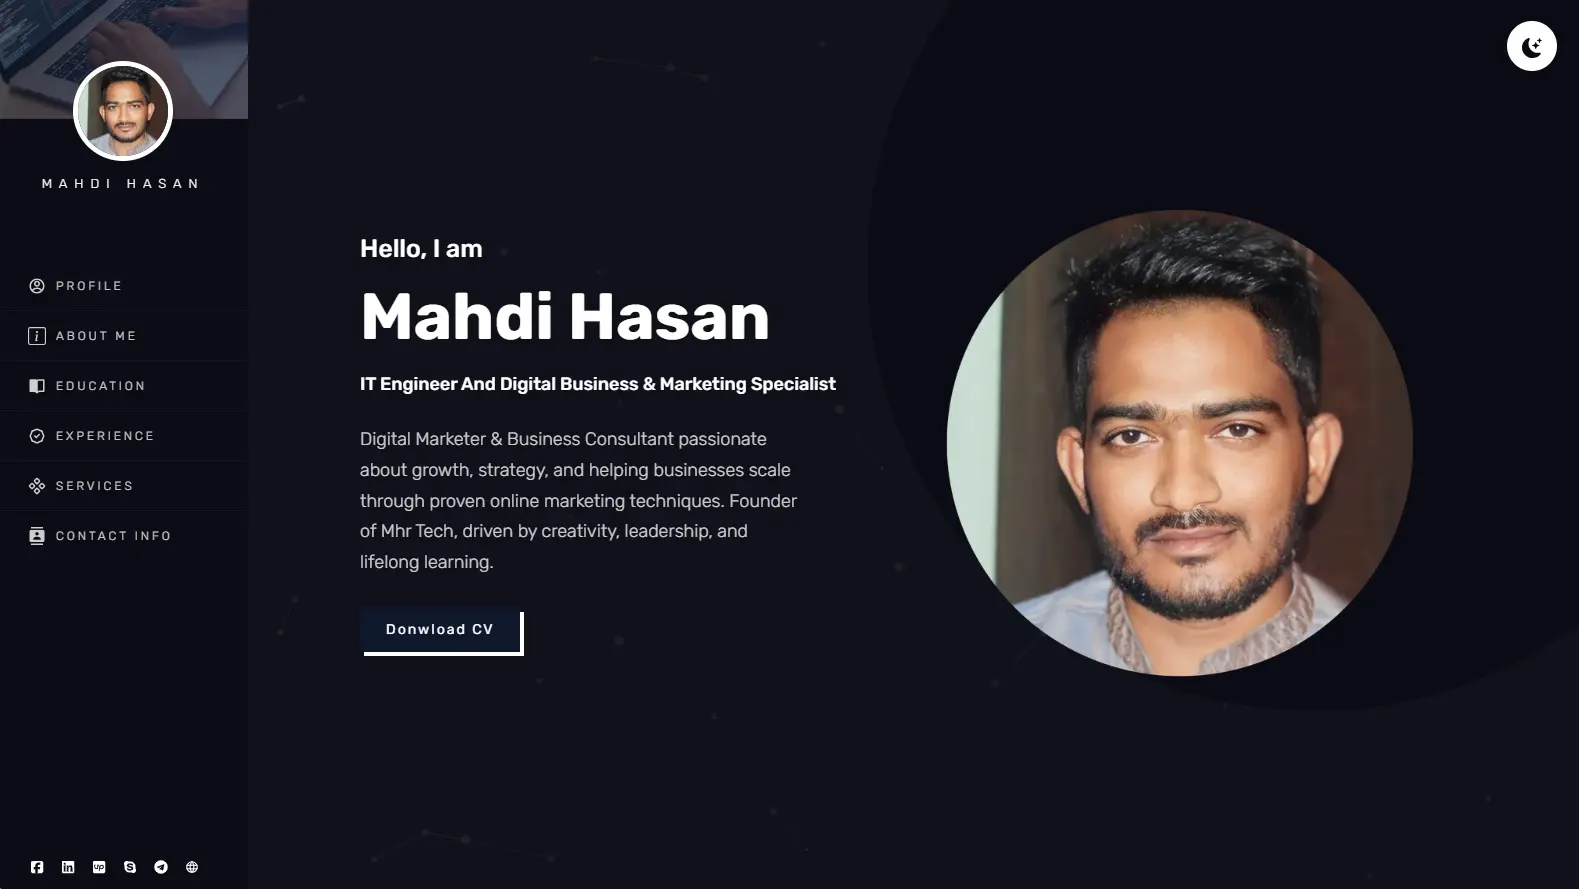 MAHDI HASAN
PROFILE
ABOUT ME
EDUCATION
EXPERIENCE
SERVICES
CONTACT INFO
Hello, I am
Mahdi Hasan
IT Engineer And Digital Business & Marketing Specialist
Digital Marketer & Business Consultant passionate
about growth, strategy, and helping businesses scale
through proven online marketing techniques. Founder
of Mhr Tech, driven by creativity, leadership, and
lifelong learning.
Donwload CV